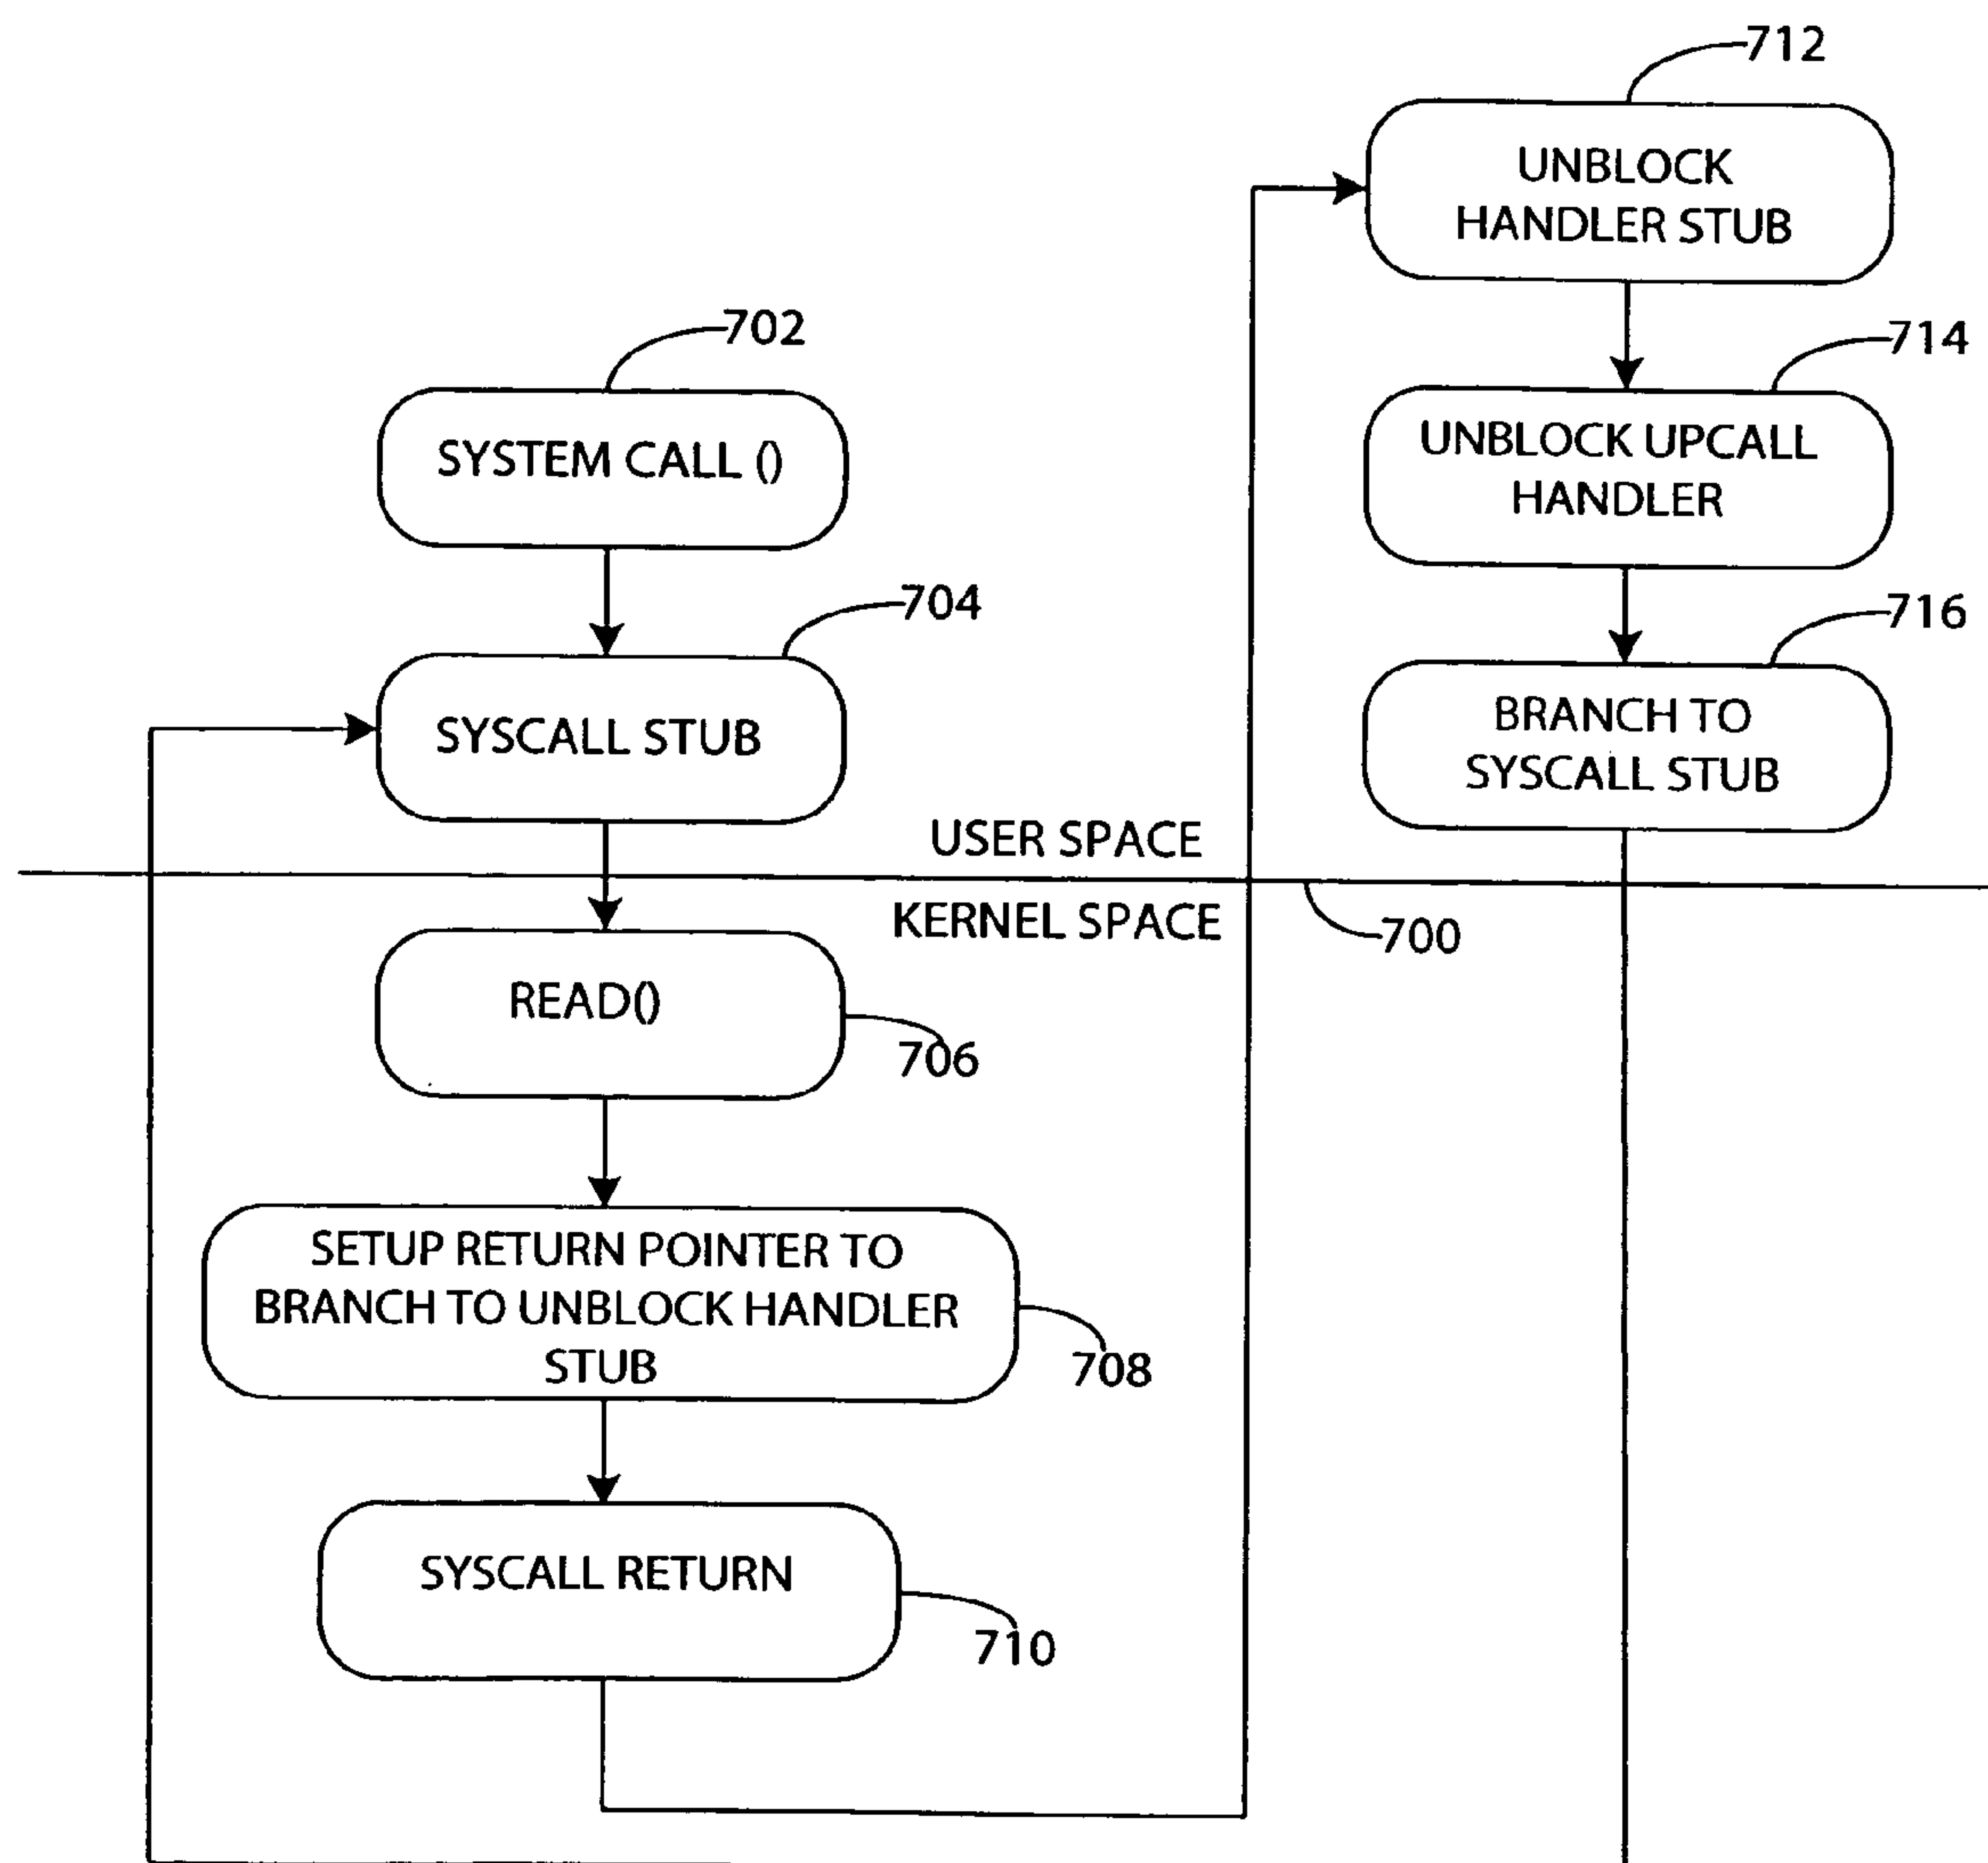 712
UNBLOCK
HANDLER STUB
702
714
SYSTEM CALL ()
UNBLOCK UPCALL
HANDLER
704
716
SYSCALL STUB
BRANCH TO
SYSCALL STUB
USER SPACE
KERNEL SPACE
700
READ()
706
SETUP RETURN POINTER TO
BRANCH TO UNBLOCK HANDLER
STUB
708
SYSCALL RETURN
710